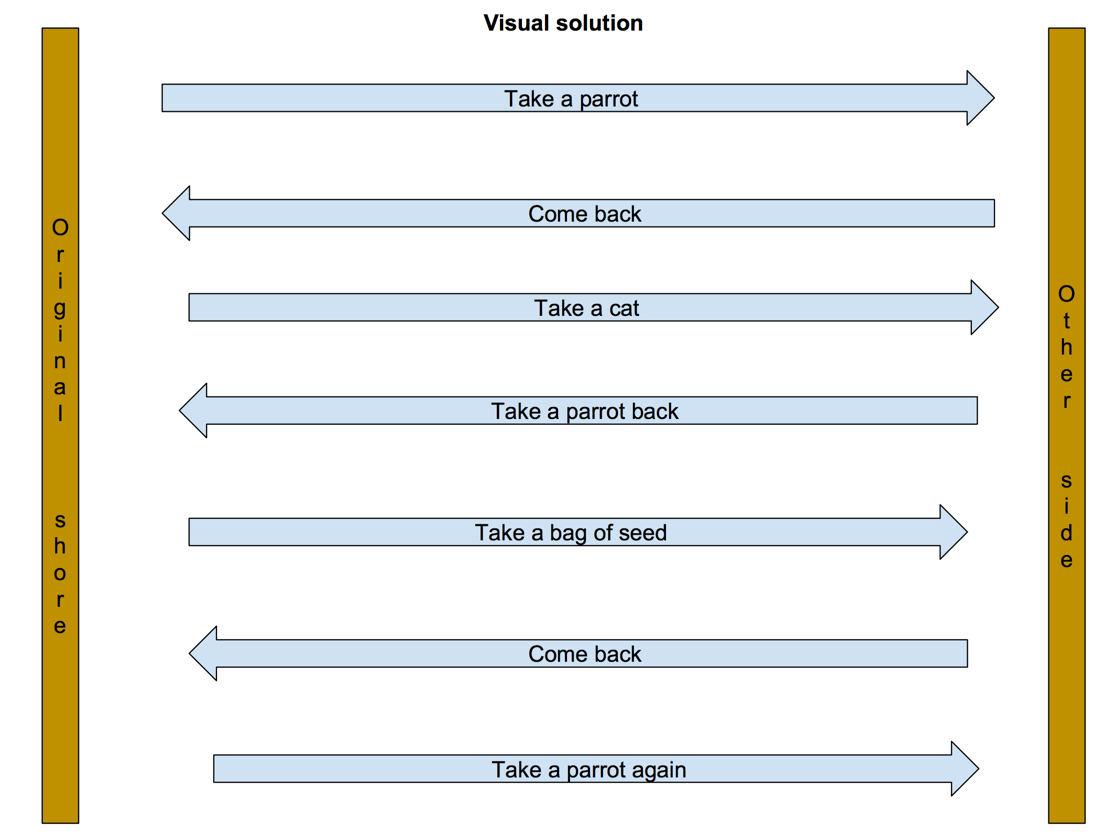 Visual solution
Take a parrot
Come back
Take a cat
Take a parrot back
Take a bag of seed
Come back
Take a parrot again
Original shore
Other side